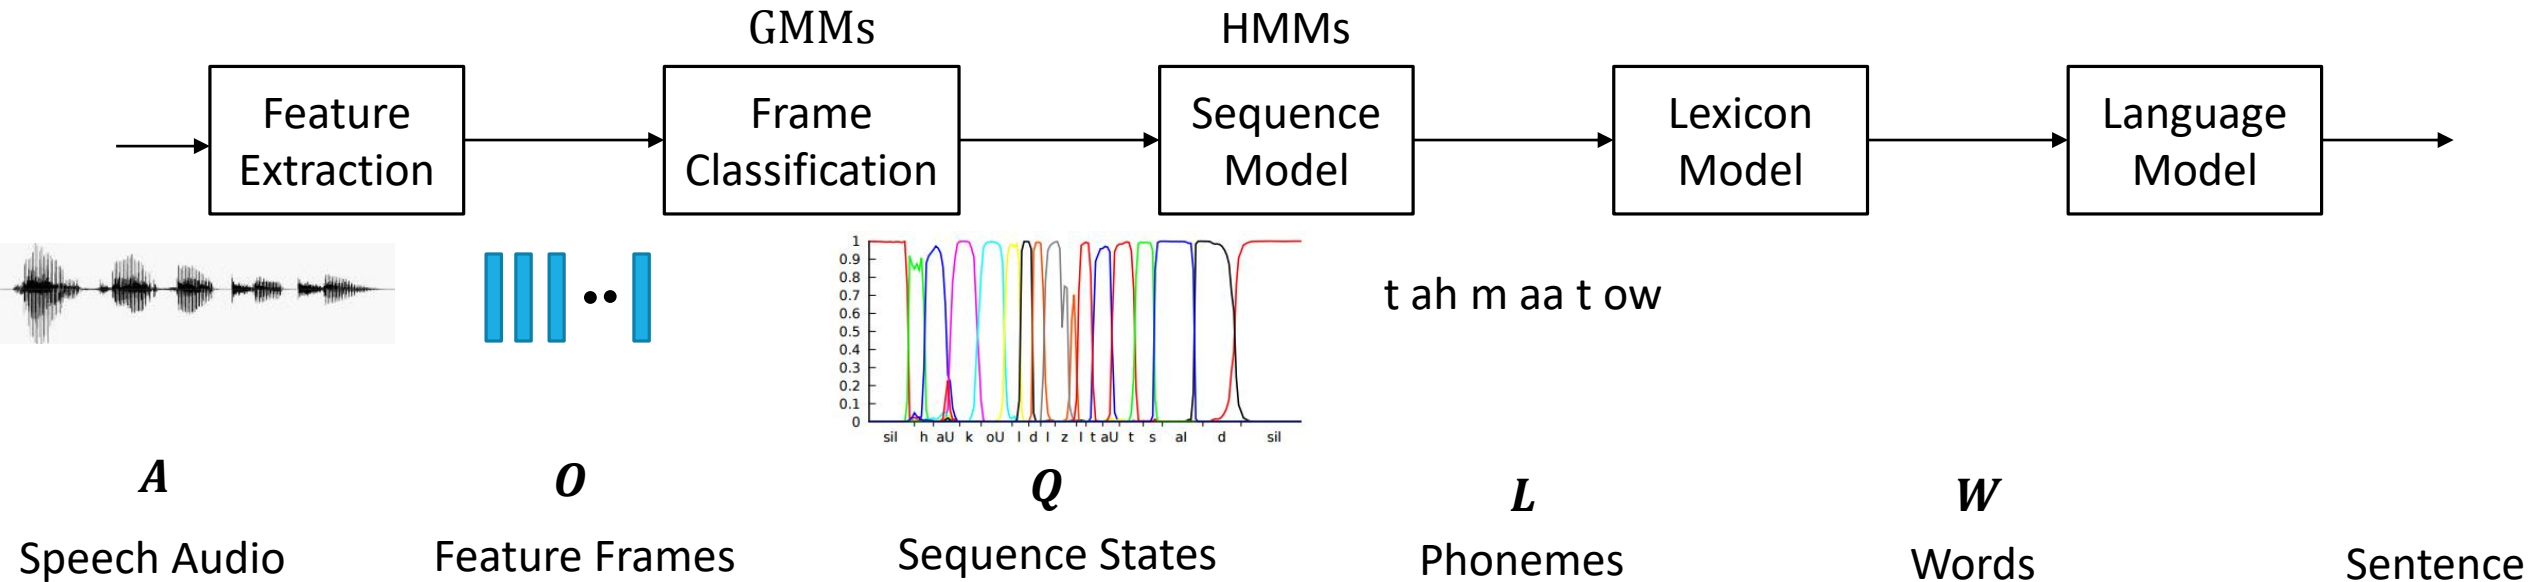 GMMs
HMMs
Feature
Extraction
Frame
Classification
Sequence
Model
Lexicon
Model
Language
Model
1
0.9
0.8
0.7
0.6
0.5
0.4
0.3
0.2
0.1
0
sil h aU k oU l d I z I t aU t s aI d sil
t ah m aa t ow
A
O
Q
L
W
Speech Audio
Feature Frames
Sequence States
Phonemes
Words
Sentence